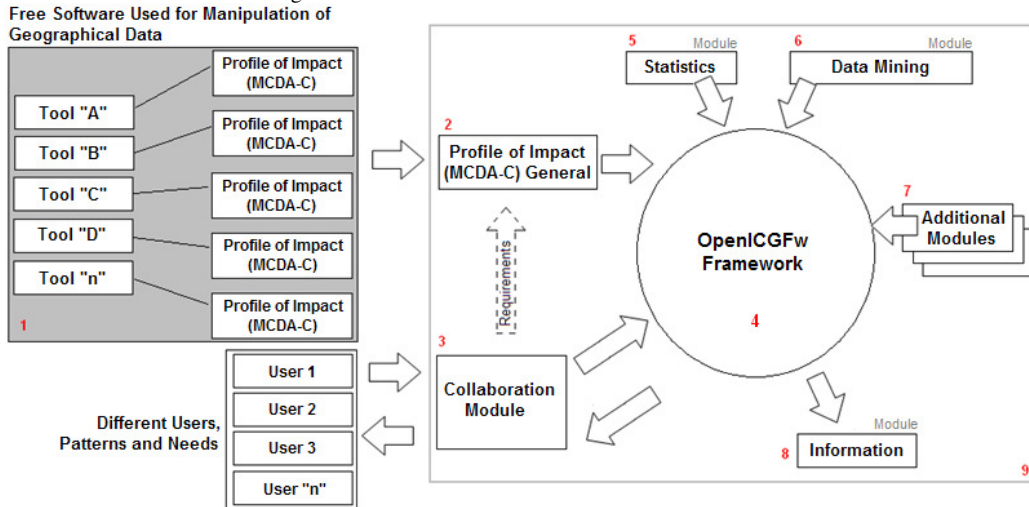 Free Software Used for Manipulation of
Geographical Data
Profile of Impact
(MCDA-C)
Tool "A"
Profile of Impact
(MCDA-C)
Tool "B"
Profile of Impact
(MCDA-C)
Tool "C"
Profile of Impact
(MCDA-C)
Tool "D"
Profile of Impact
(MCDA-C)
Tool "n"
1
Different Users,
Patterns and Needs
User 1
User 2
User 3
User "n"
2
Profile of Impact
(MCDA-C) General
Requirements
3
Collaboration
Module
5
Module
Statistics
6
Module
Data Mining
7
Additional
Modules
OpenICGFw
Framework
4
Module
8
Information
9